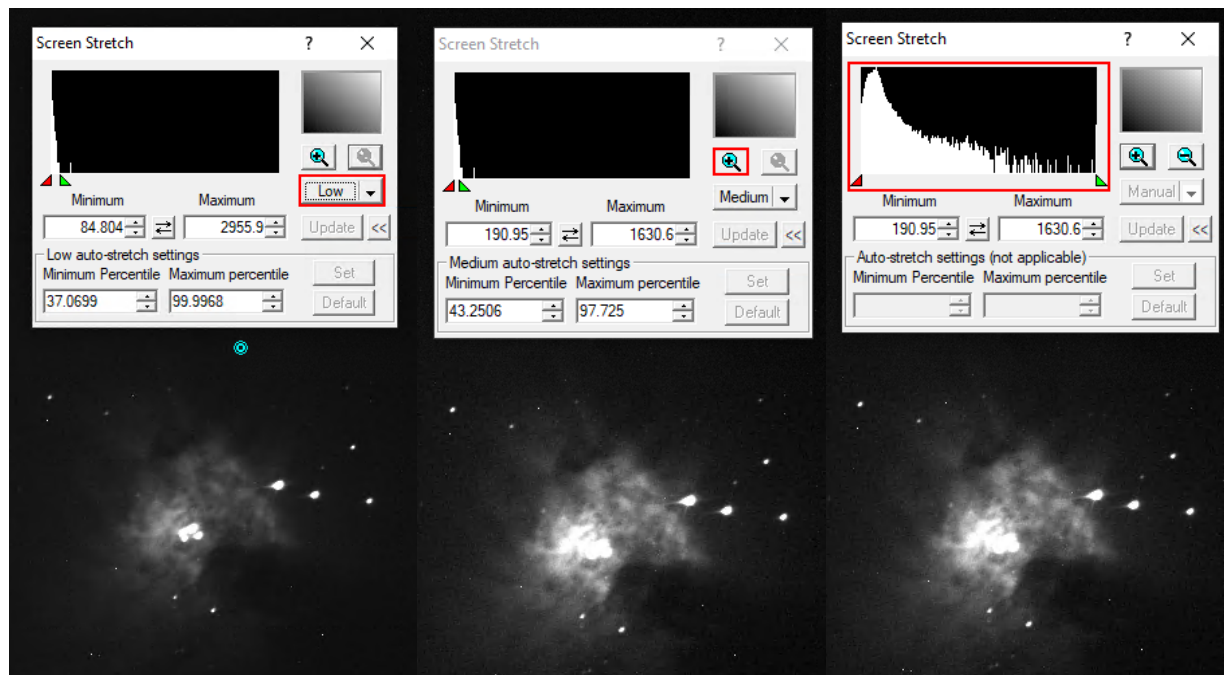 Screen Stretch ? ×
Low
Minimum Maximum
84.804 2955.9 Update <<
Low auto-stretch settings
Minimum Percentile Maximum percentile Set
37.0699 99.9968 Default
Screen Stretch ? ×
Medium
Minimum Maximum
190.95 1630.6 Update <<
Medium auto-stretch settings
Minimum Percentile Maximum percentile Set
43.2506 97.725 Default
Screen Stretch ? ×
Manual
Minimum Maximum
190.95 1630.6 Update <<
Auto-stretch settings (not applicable)
Minimum Percentile Maximum percentile Set
Default